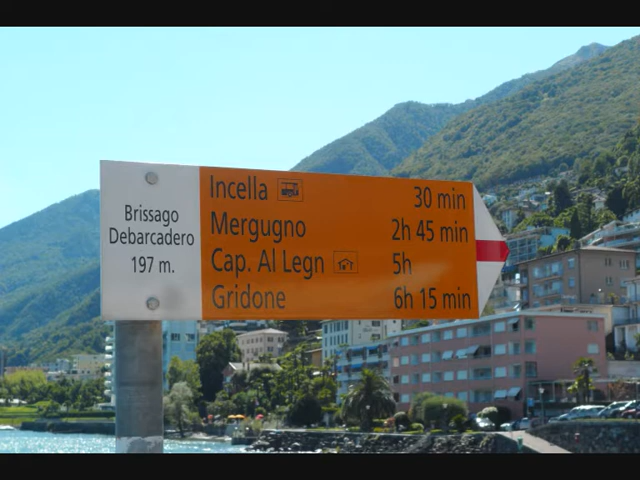 Brissago
Debarcadero
197 m.
Incella 30 min
Mergugno 2h 45 min
Cap. Al Legn 5h
Gridone 6h 15 min